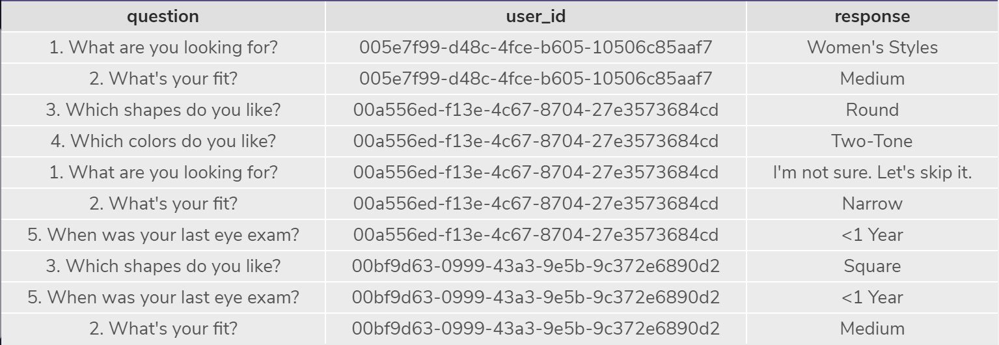 question user_id response
1. What are you looking for? 005e7f99-d48c-4fce-b605-10506c85aaf7 Women's Styles
2. What's your fit? 005e7f99-d48c-4fce-b605-10506c85aaf7 Medium
3. Which shapes do you like? 00a556ed-f13e-4c67-8704-27e3573684cd Round
4. Which colors do you like? 00a556ed-f13e-4c67-8704-27e3573684cd Two-Tone
1. What are you looking for? 00a556ed-f13e-4c67-8704-27e3573684cd I'm not sure. Let's skip it.
2. What's your fit? 00a556ed-f13e-4c67-8704-27e3573684cd Narrow
5. When was your last eye exam? 00a556ed-f13e-4c67-8704-27e3573684cd <1 Year
3. Which shapes do you like? 00bf9d63-0999-43a3-9e5b-9c372e6890d2 Square
5. When was your last eye exam? 00bf9d63-0999-43a3-9e5b-9c372e6890d2 <1 Year
2. What's your fit? 00bf9d63-0999-43a3-9e5b-9c372e6890d2 Medium